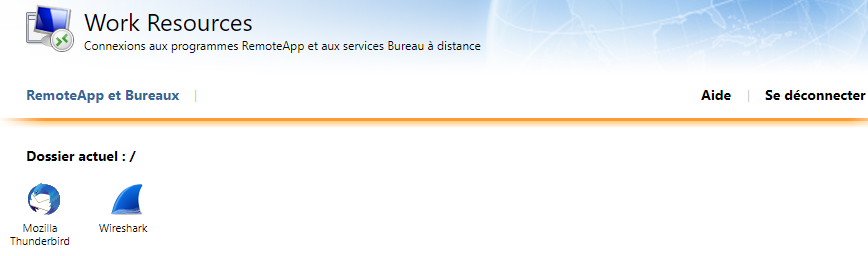 Work Resources
Connexions aux programmes RemoteApp et aux services Bureau à distance
RemoteApp et Bureaux
Aide
Se déconnecter
Dossier actuel : /
Mozilla
Thunderbird
Wireshark